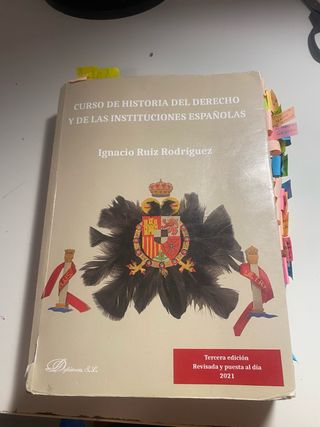 CURSO DE HISTORIA DEL DERECHO
Y DE LAS INSTITUCIONES ESPAÑOLAS
Ignacio Ruiz Rodríguez
Dykinson, S.L.
Tercera edición
Revisada y puesta al día
2021